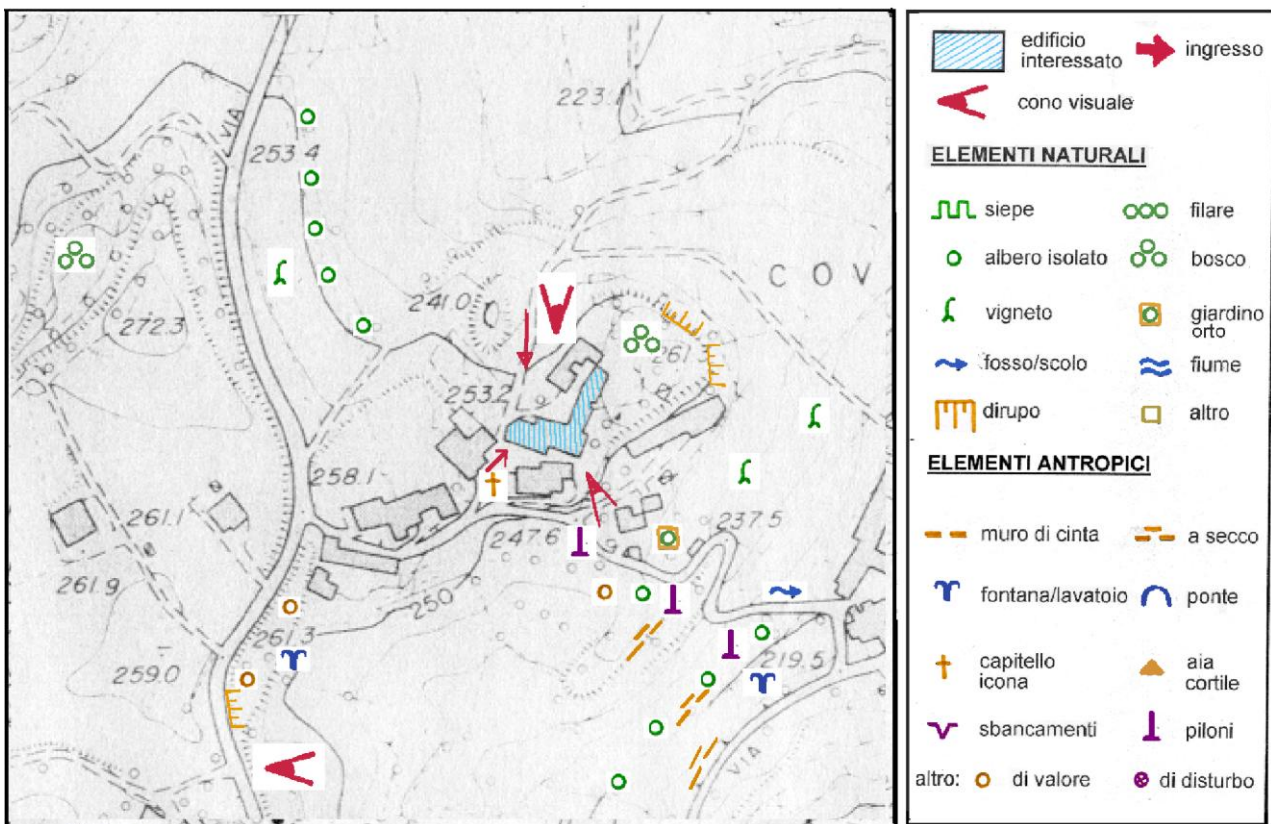 VIA
253.4
223.
COV
272.3
241.0
261.3
253.2
258.1
261.1
247.6
237.5
261.9
250
261.3
259.0
219.5
VIA
edificio
interessato
ingresso
cono visuale
ELEMENTI NATURALI
siepe
filare
albero isolato
bosco
vigneto
giardino
orto
fosso/scolo
fiume
dirupo
altro
ELEMENTI ANTROPICI
muro di cinta
a secco
fontana/lavatoio
ponte
capitello
icona
aia
cortile
sbancamenti
piloni
altro:
di valore
di disturbo